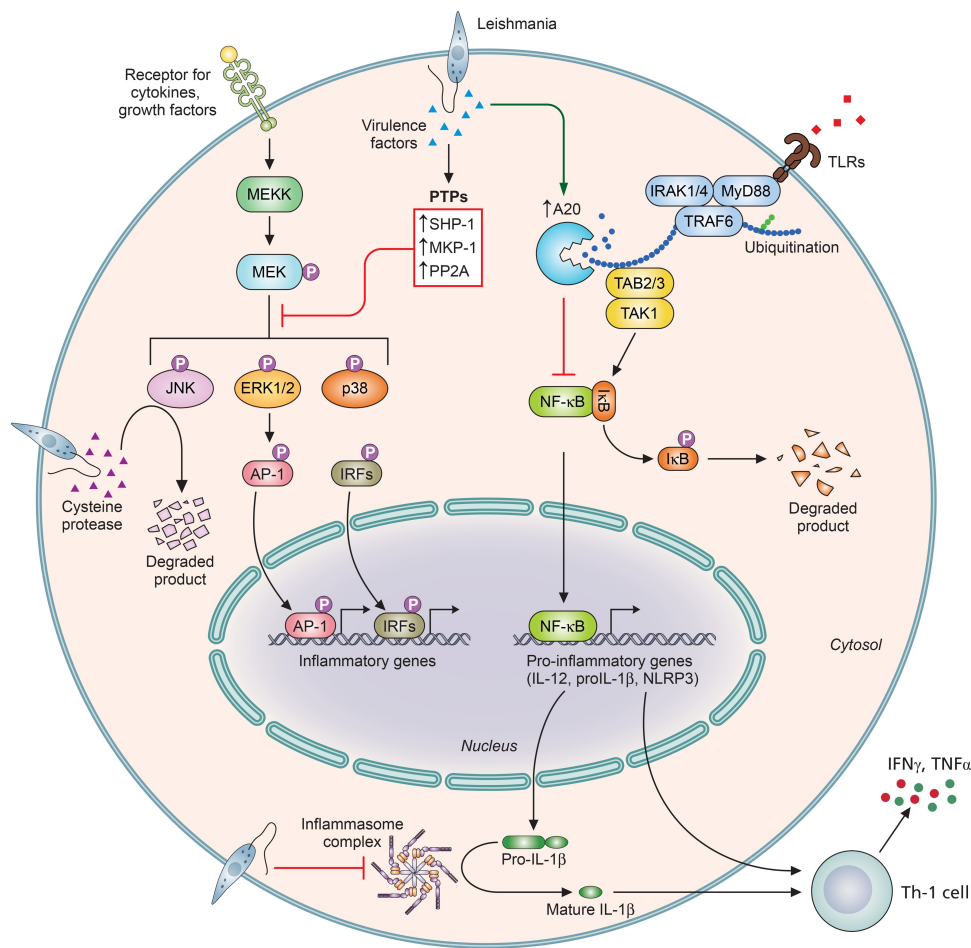 Leishmania
Receptor for
cytokines,
growth factors
Virulence
factors
TLRs
MEKK
PTPs
↑SHP-1
↑MKP-1
↑PP2A
↑A20
IRAK1/4
MyD88
TRAF6
Ubiquitination
MEK
P
TAB2/3
TAK1
P
JNK
P
ERK1/2
P
p38
NF-κB
IκB
Cysteine
protease
Degraded
product
P
AP-1
P
IRFs
P
IκB
Degraded
product
P
AP-1
P
IRFs
Inflammatory genes
NF-κB
Pro-inflammatory genes
(IL-12, proIL-1β, NLRP3)
Cytosol
Nucleus
IFNγ, TNFα
Inflammasome
complex
Pro-IL-1β
Mature IL-1β
Th-1 cell